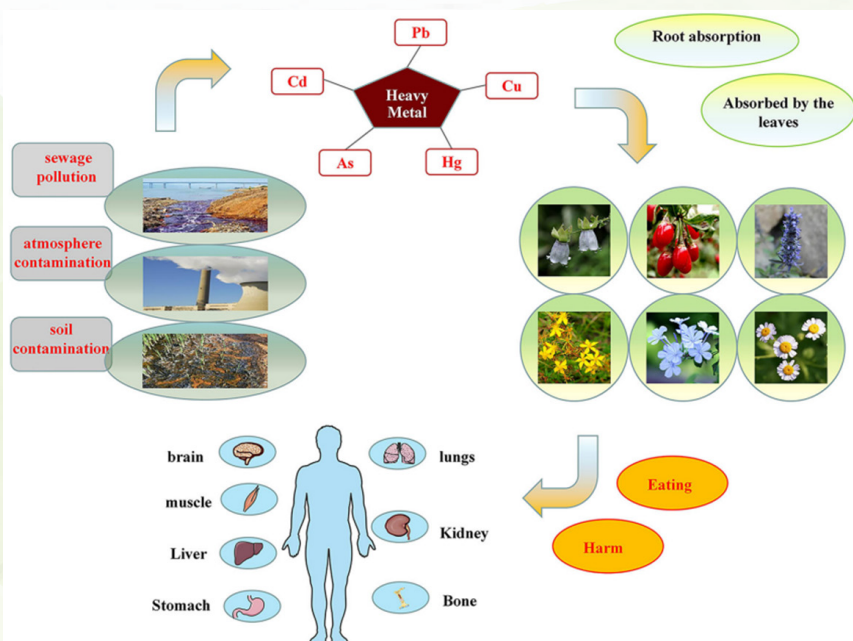 Pb
Cd
Cu
Heavy
Metal
As
Hg
Root absorption
Absorbed by the
leaves
sewage
pollution
atmosphere
contamination
soil
contamination
brain
muscle
Liver
Stomach
lungs
Kidney
Bone
Eating
Harm